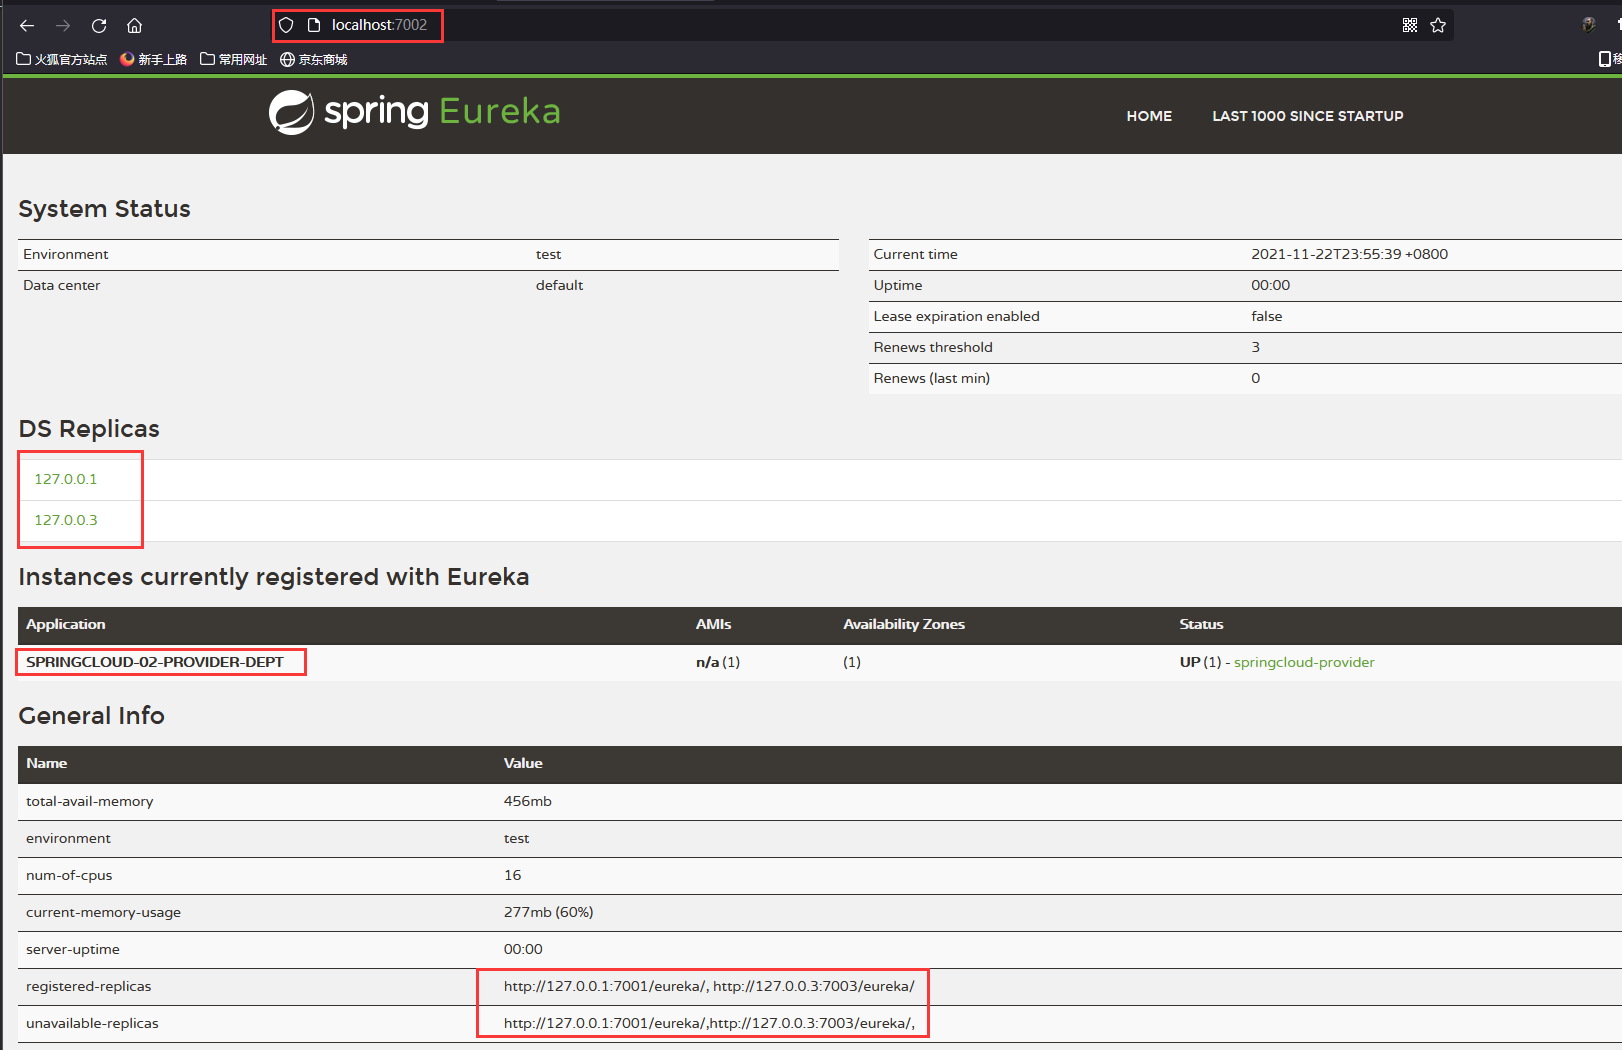 localhost:7002
火狐官方站点 新手上路 常用网址 京东商城 移
spring Eureka HOME LAST 1000 SINCE STARTUP
System Status
Environment test Current time 2021-11-22T23:55:39 +0800
Data center default Uptime 00:00
Lease expiration enabled false
Renews threshold 3
Renews (last min) 0
DS Replicas
127.0.0.1
127.0.0.3
Instances currently registered with Eureka
Application AMIs Availability Zones Status
SPRINGCLOUD-02-PROVIDER-DEPT n/a (1) (1) UP (1) - springcloud-provider
General Info
Name Value
total-avail-memory 456mb
environment test
num-of-cpus 16
current-memory-usage 277mb (60%)
server-uptime 00:00
registered-replicas http://127.0.0.1:7001/eureka/, http://127.0.0.3:7003/eureka/
unavailable-replicas http://127.0.0.1:7001/eureka/,http://127.0.0.3:7003/eureka/,